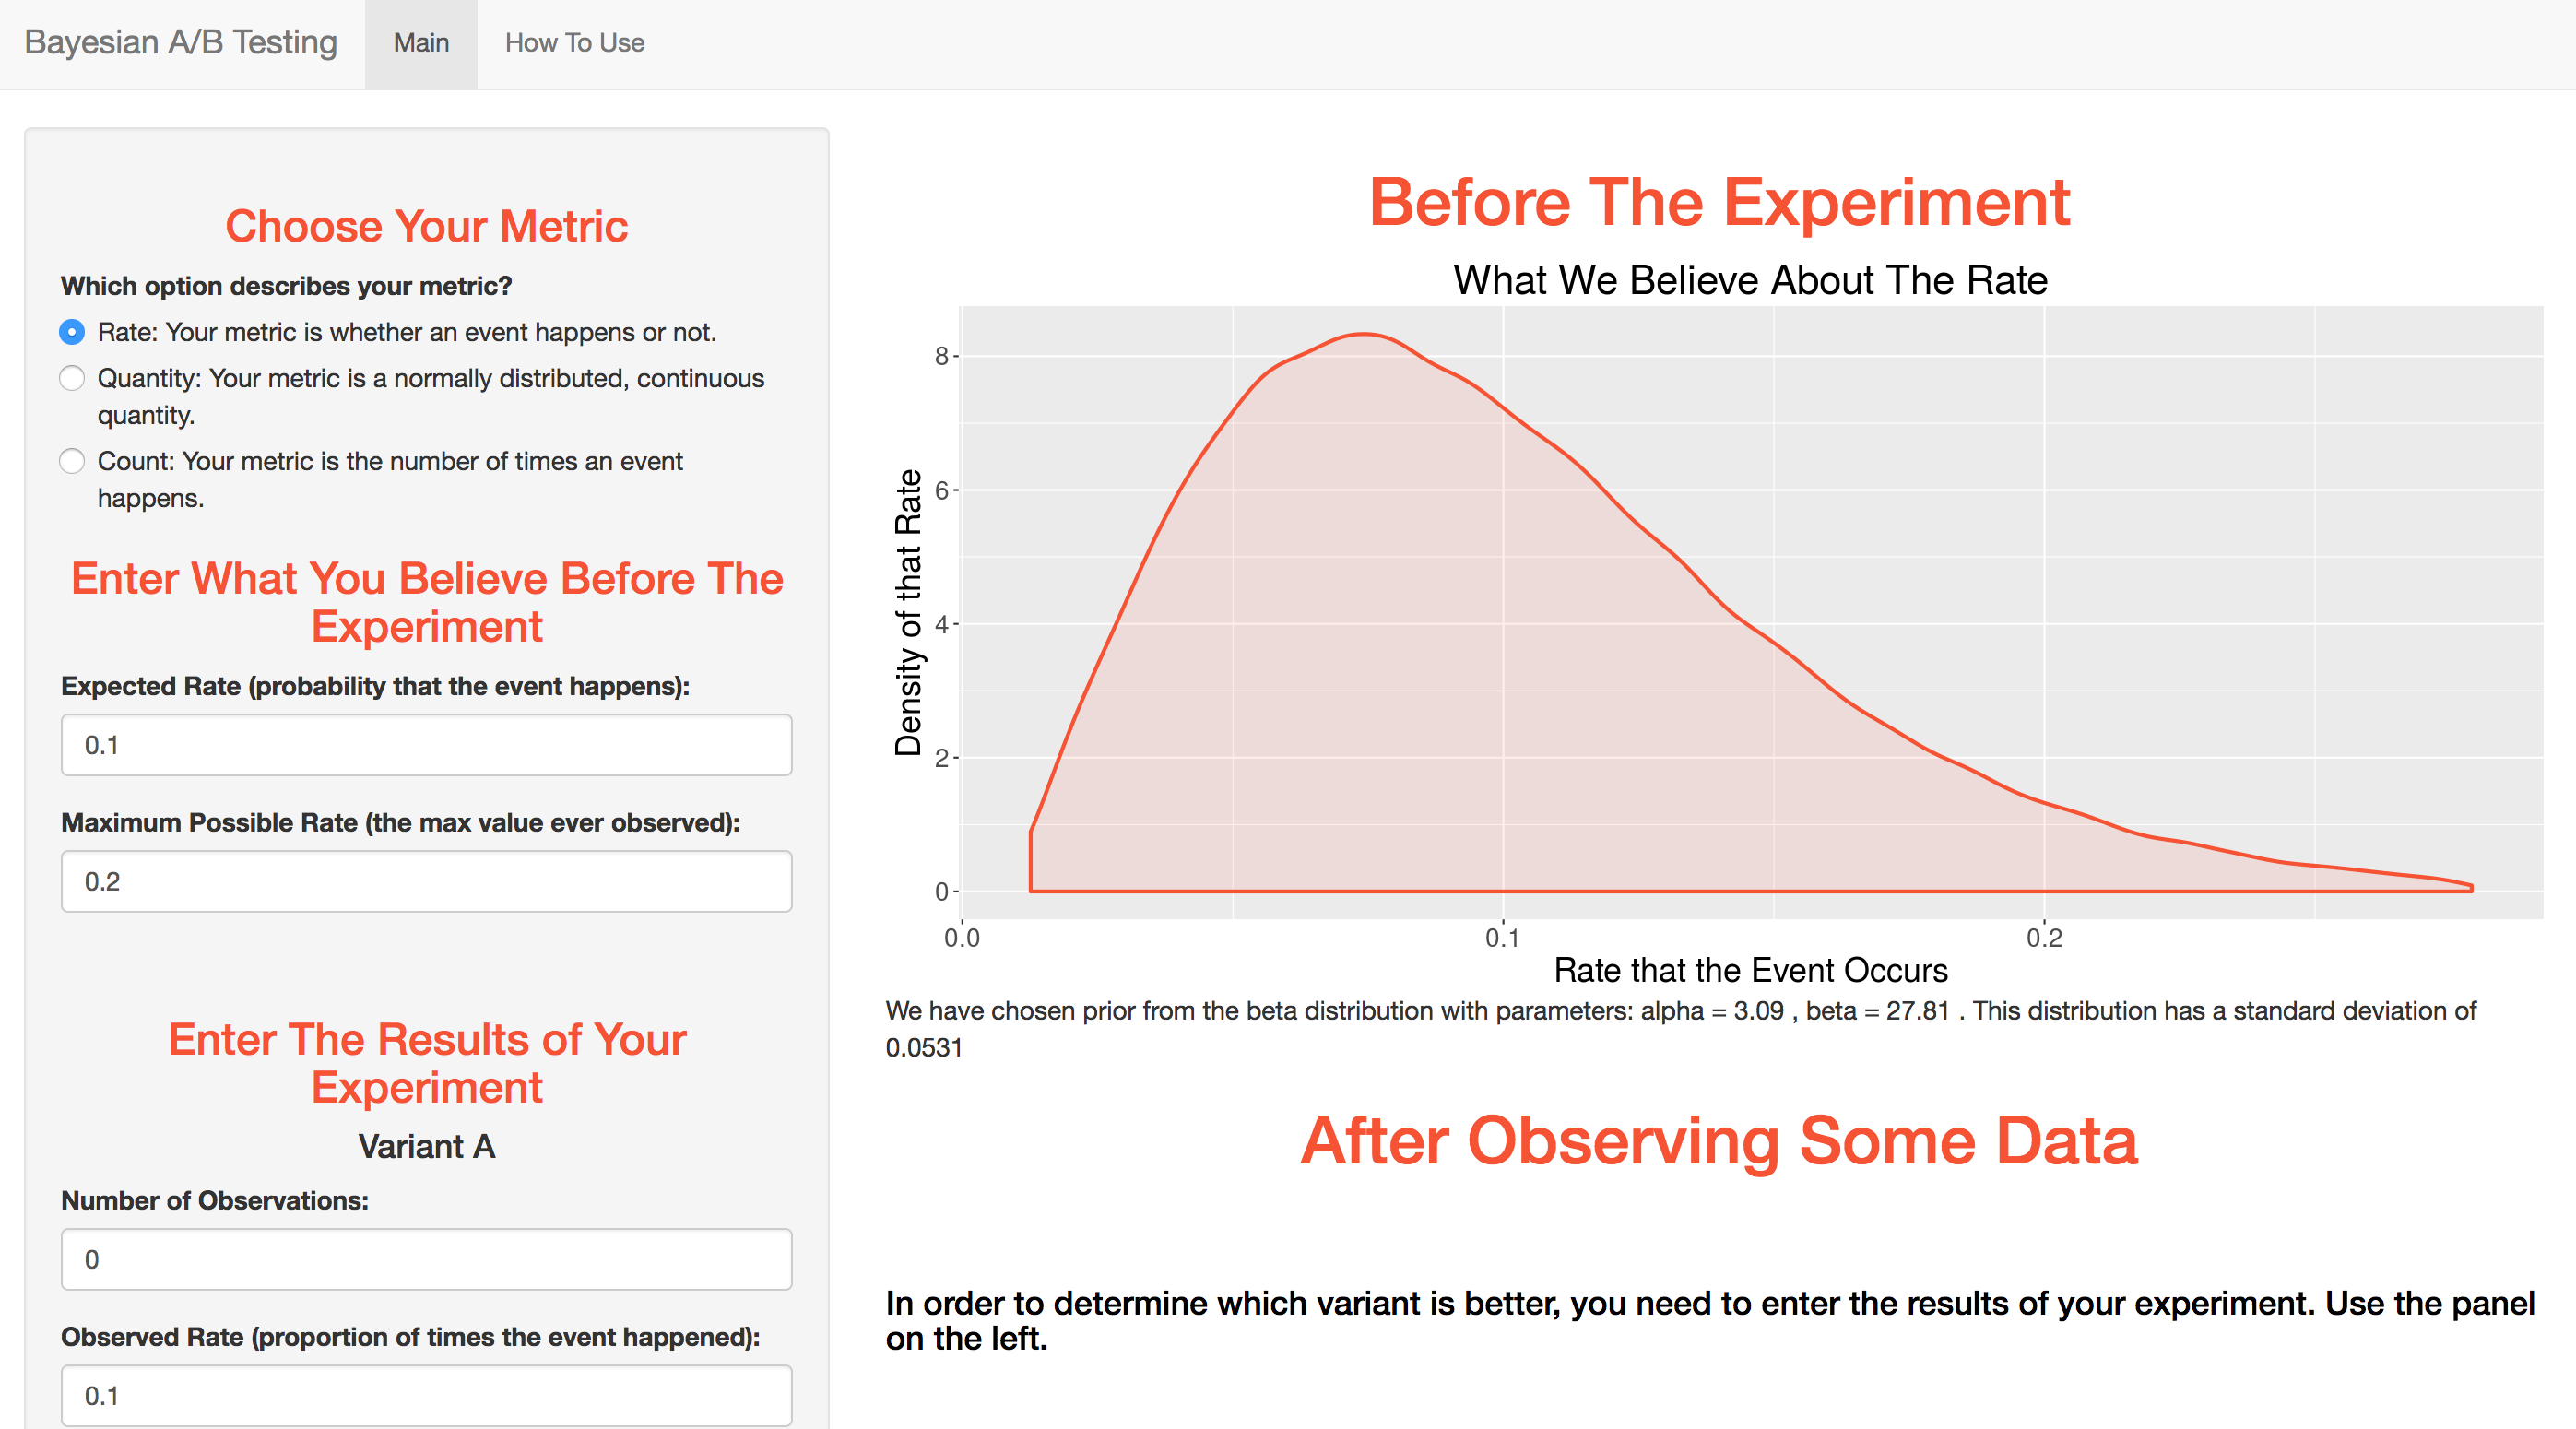 Bayesian A/B Testing
Main
How To Use
Choose Your Metric
Which option describes your metric?
Rate: Your metric is whether an event happens or not.
Quantity: Your metric is a normally distributed, continuous
quantity.
Count: Your metric is the number of times an event
happens.
Enter What You Believe Before The
Experiment
Expected Rate (probability that the event happens):
0.1
Maximum Possible Rate (the max value ever observed):
0.2
Enter The Results of Your
Experiment
Variant A
Number of Observations:
0
Observed Rate (proportion of times the event happened):
0.1
Before The Experiment
What We Believe About The Rate
Density of that Rate
8
6
4
2
0
0.0
0.1
0.2
Rate that the Event Occurs
We have chosen prior from the beta distribution with parameters: alpha = 3.09 , beta = 27.81 . This distribution has a standard deviation of
0.0531
After Observing Some Data
In order to determine which variant is better, you need to enter the results of your experiment. Use the panel
on the left.